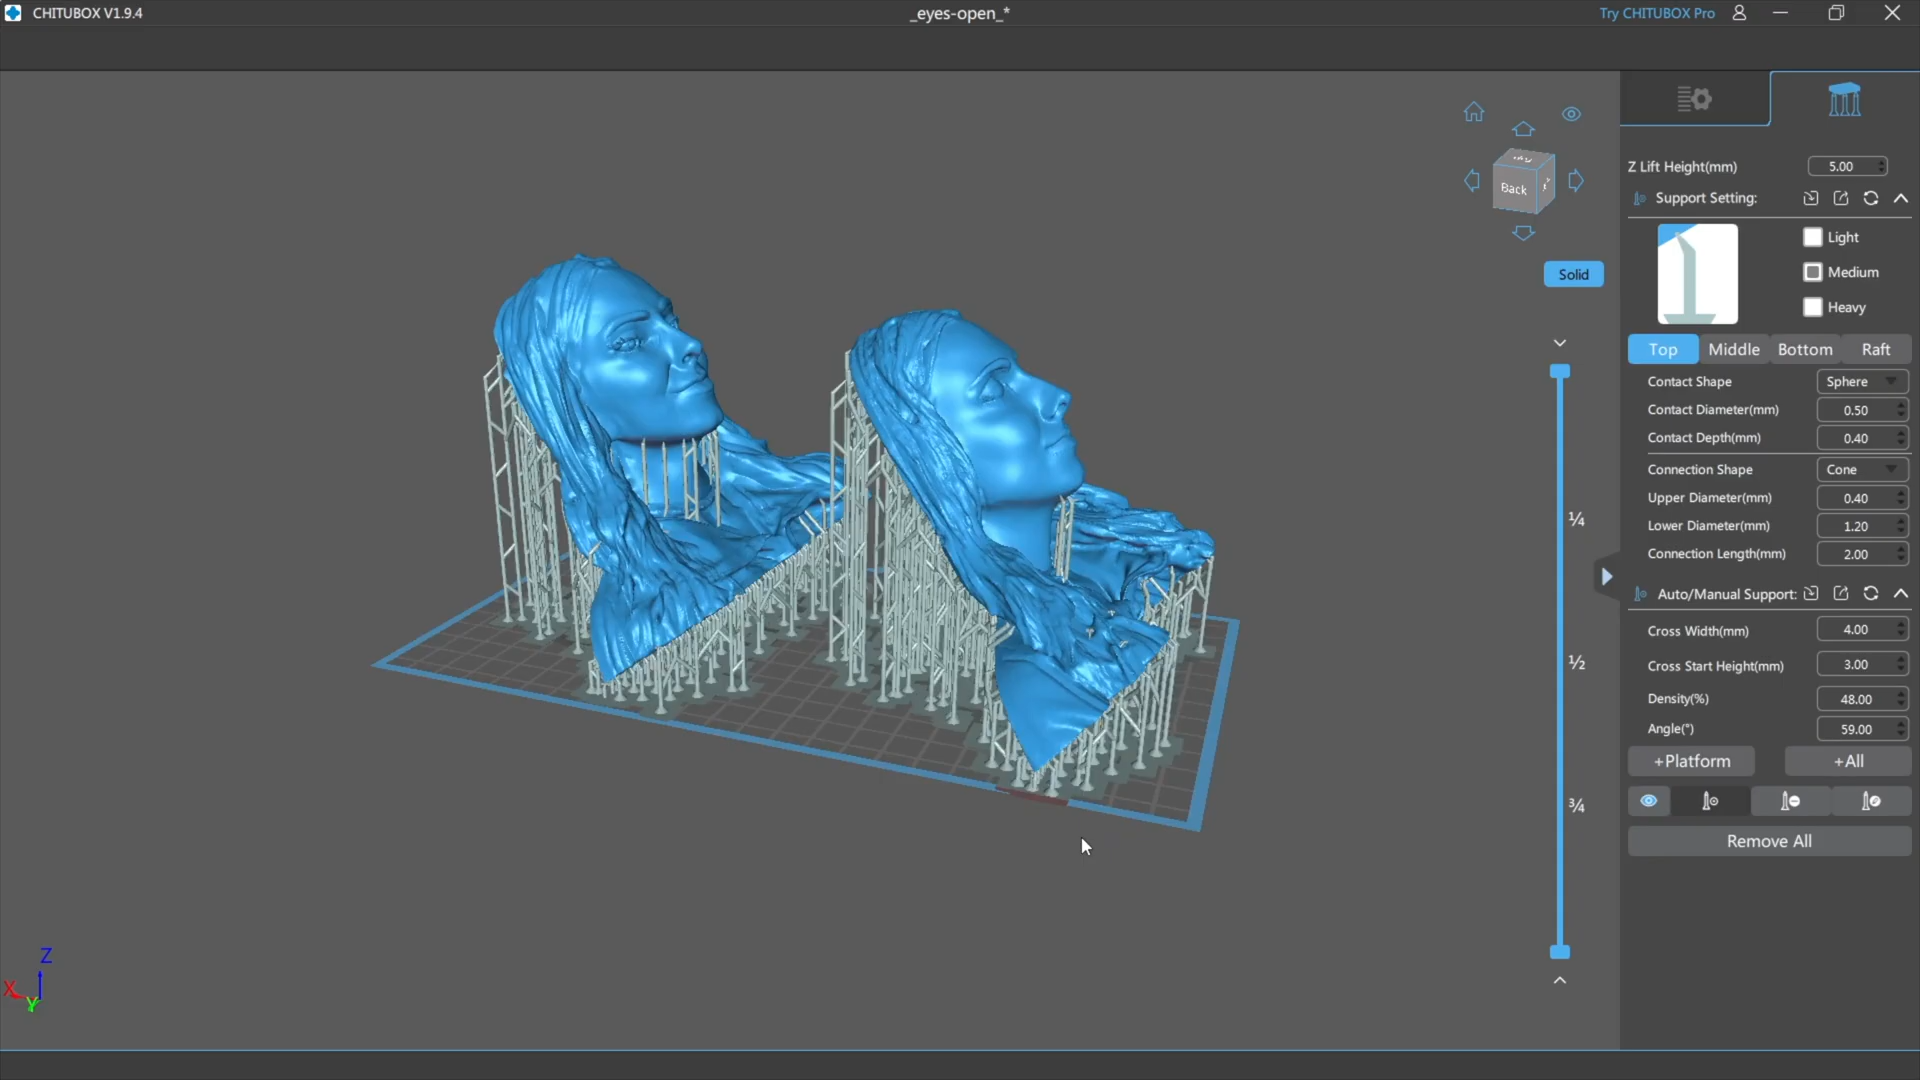 CHITUBOX V1.9.4
_eyes-open_*
Try CHITUBOX Pro
Back
Solid
Z Lift Height(mm) 5.00
Support Setting:
Light
Medium
Heavy
Top Middle Bottom Raft
Contact Shape Sphere
Contact Diameter(mm) 0.50
Contact Depth(mm) 0.40
Connection Shape Cone
Upper Diameter(mm) 0.40
Lower Diameter(mm) 1.20
Connection Length(mm) 2.00
Auto/Manual Support:
Cross Width(mm) 4.00
Cross Start Height(mm) 3.00
Density(%) 48.00
Angle(°) 59.00
+Platform +All
Remove All
¼
½
¾
Z
X
Y